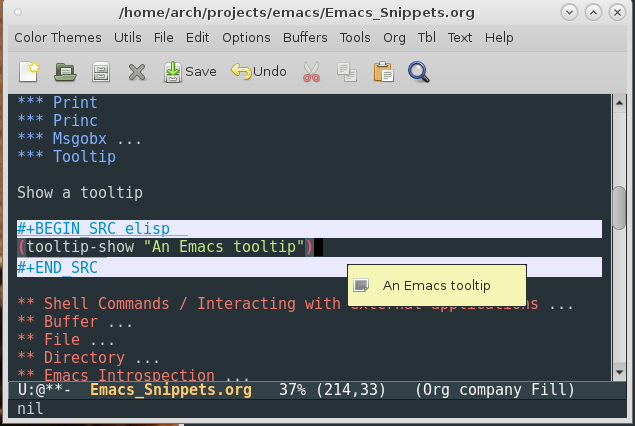 /home/arch/projects/emacs/Emacs_Snippets.org
Color Themes Utils File Edit Options Buffers Tools Org Tbl Text Help
Save Undo
*** Print
*** Princ
*** Msgobx ...
*** Tooltip
Show a tooltip
#+BEGIN_SRC elisp
(tooltip-show "An Emacs tooltip")
#+END_SRC
An Emacs tooltip
** Shell Commands / Interacting with external applications ...
** Buffer ...
** File ...
** Directory ...
** Emacs Introspection ...
U:@**- Emacs_Snippets.org 37% (214,33) (Org company Fill)
nil